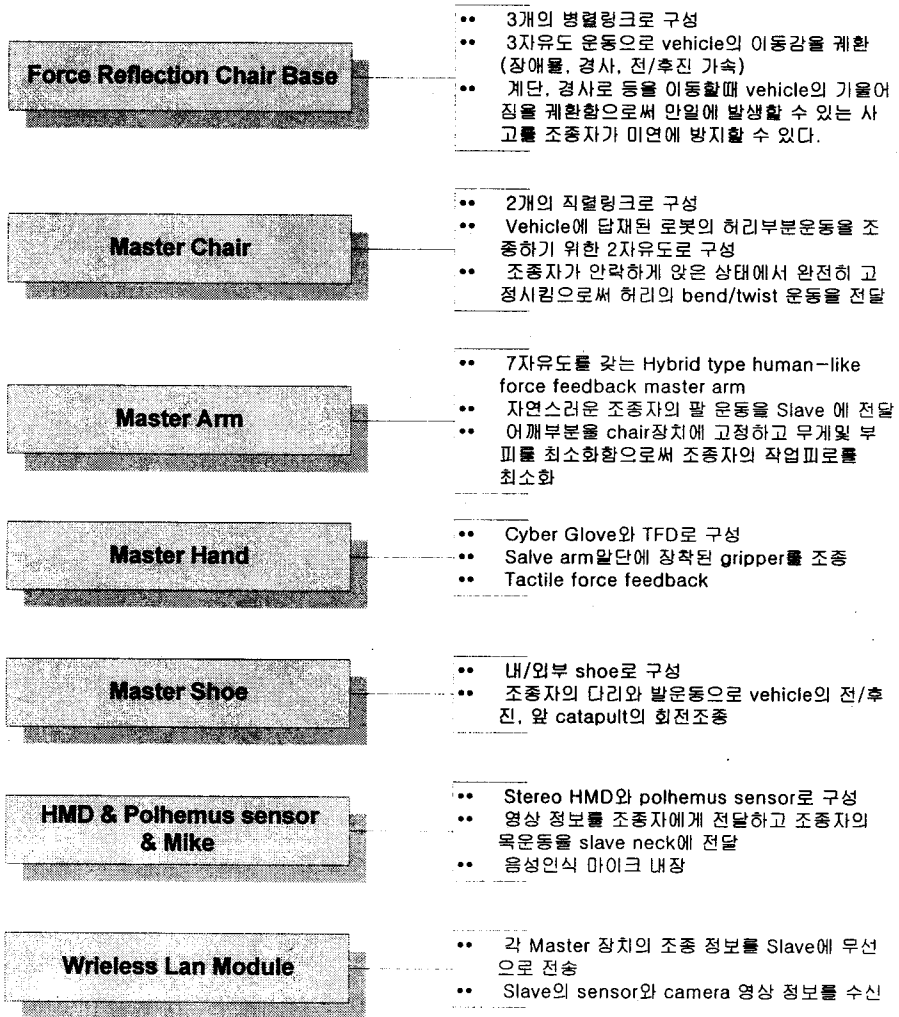 Force Reflection Chair Base
•• 3개의 병렬링크로 구성
•• 3자유도 운동으로 vehicle의 이동감을 궤환
(장애물, 경사, 전/후진 가속)
•• 계단, 경사로 등을 이동할때 vehicle의 기울어
짐을 궤환함으로써 만일에 발생할 수 있는 사
고를 조종자가 미연에 방지할 수 있다.
Master Chair
•• 2개의 직렬링크로 구성
•• Vehicle에 답재된 로봇의 허리부분운동을 조
종하기 위한 2자유도로 구성
•• 조종자가 안락하게 앉은 상태에서 완전히 고
정시킴으로써 허리의 bend/twist 운동을 전달
Master Arm
•• 7자유도를 갖는 Hybrid type human-like
force feedback master arm
•• 자연스러운 조종자의 팔 운동을 Slave 에 전달
•• 어깨부분을 chair장치에 고정하고 무게및 부
피를 최소화함으로써 조종자의 작업피로를
최소화
Master Hand
•• Cyber Glove와 TFD로 구성
•• Salve arm말단에 장착된 gripper를 조종
•• Tactile force feedback
Master Shoe
•• 내/외부 shoe로 구성
•• 조종자의 다리와 발운동으로 vehicle의 전/후
진, 앞 catapult의 회전조종
HMD & Polhemus sensor
& Mike
•• Stereo HMD와 polhemus sensor로 구성
•• 영상 정보를 조종자에게 전달하고 조종자의
목운동을 slave neck에 전달
•• 음성인식 마이크 내장
Wrieless Lan Module
•• 각 Master 장치의 조종 정보를 Slave에 무선
으로 전송
•• Slave의 sensor와 camera 영상 정보를 수신